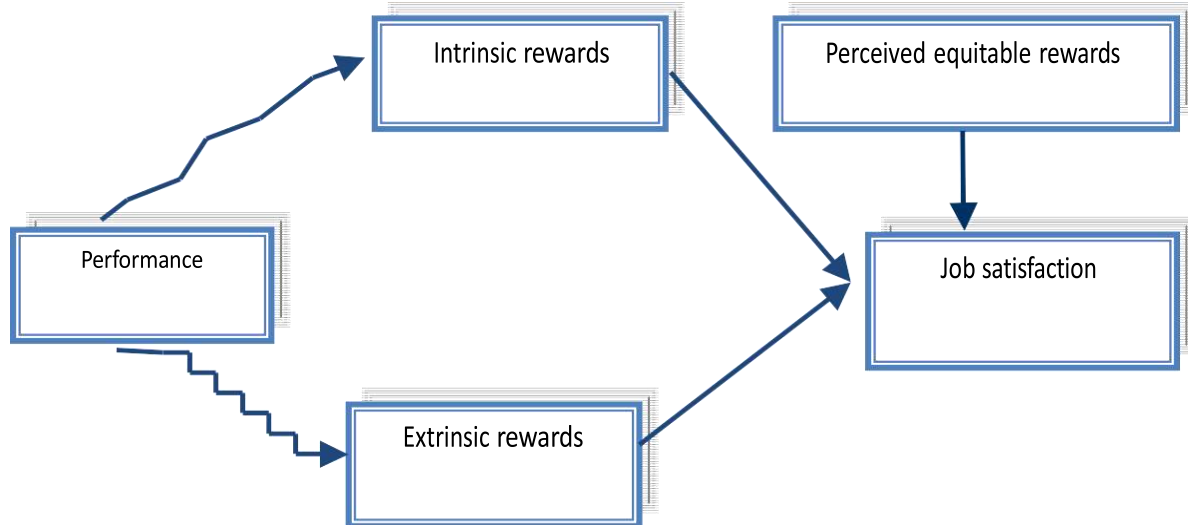 Intrinsic rewards
Perceived equitable rewards
Performance
Job satisfaction
Extrinsic rewards